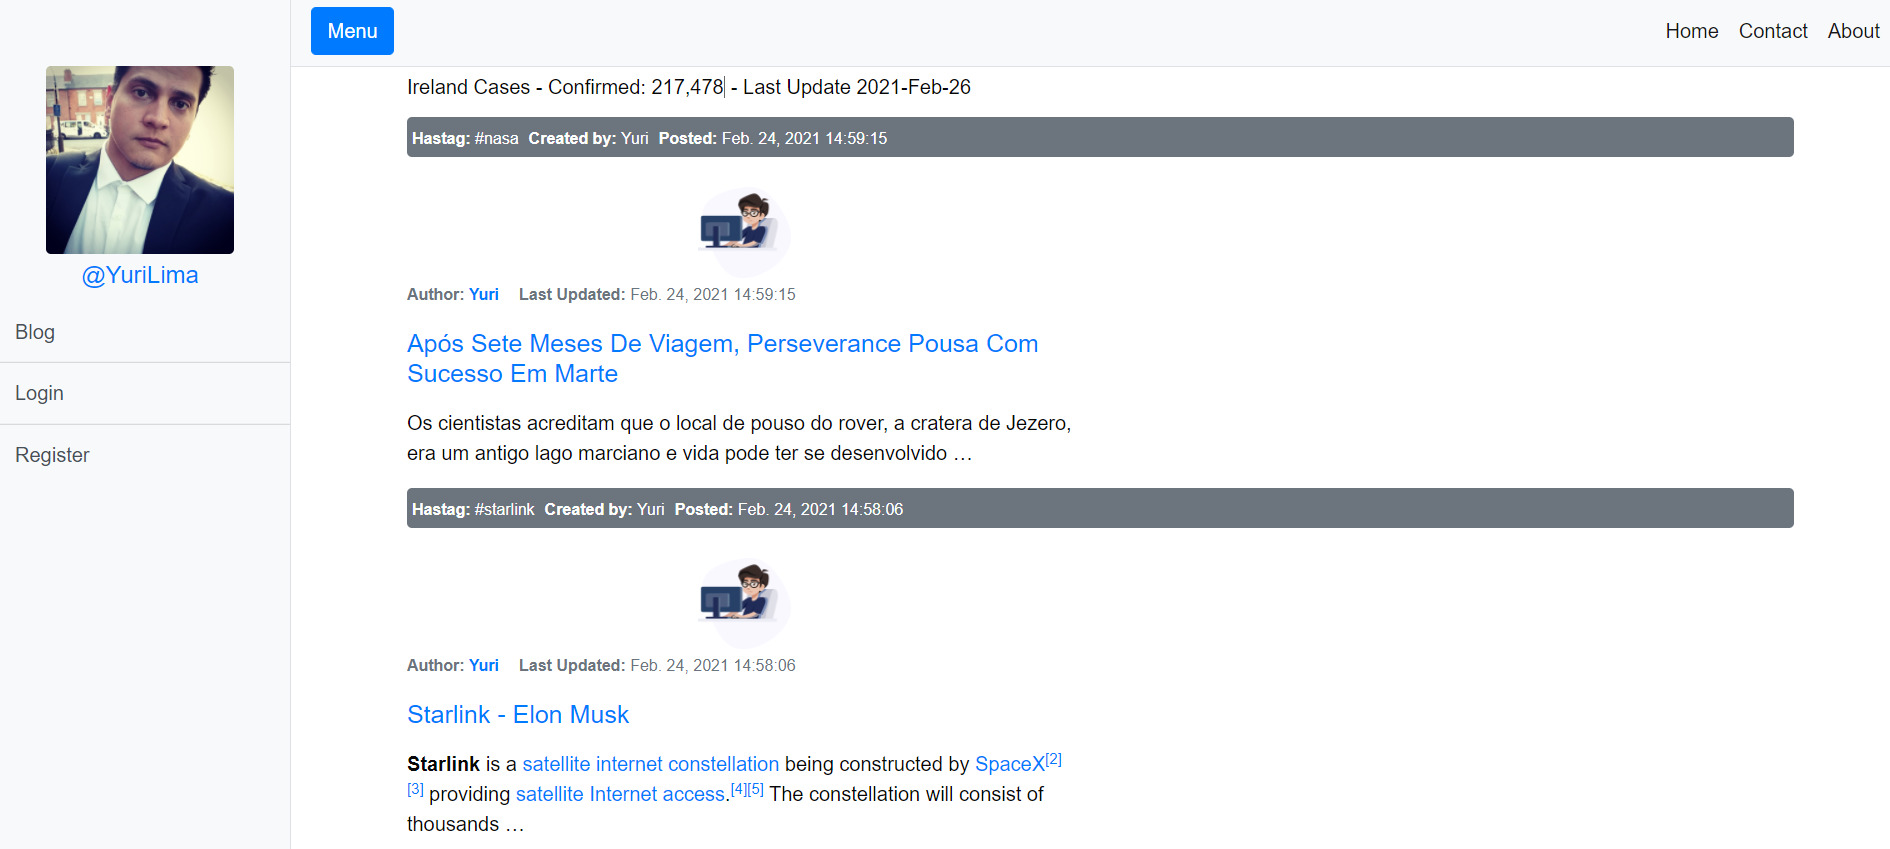 Menu
Home Contact About
@YuriLima
Blog
Login
Register
Ireland Cases - Confirmed: 217,478 - Last Update 2021-Feb-26
Hastag: #nasa Created by: Yuri Posted: Feb. 24, 2021 14:59:15
Author: Yuri Last Updated: Feb. 24, 2021 14:59:15
Após Sete Meses De Viagem, Perseverance Pousa Com
Sucesso Em Marte
Os cientistas acreditam que o local de pouso do rover, a cratera de Jezero,
era um antigo lago marciano e vida pode ter se desenvolvido …
Hastag: #starlink Created by: Yuri Posted: Feb. 24, 2021 14:58:06
Author: Yuri Last Updated: Feb. 24, 2021 14:58:06
Starlink - Elon Musk
Starlink is a satellite internet constellation being constructed by SpaceX[2]
[3] providing satellite Internet access.[4][5] The constellation will consist of
thousands …